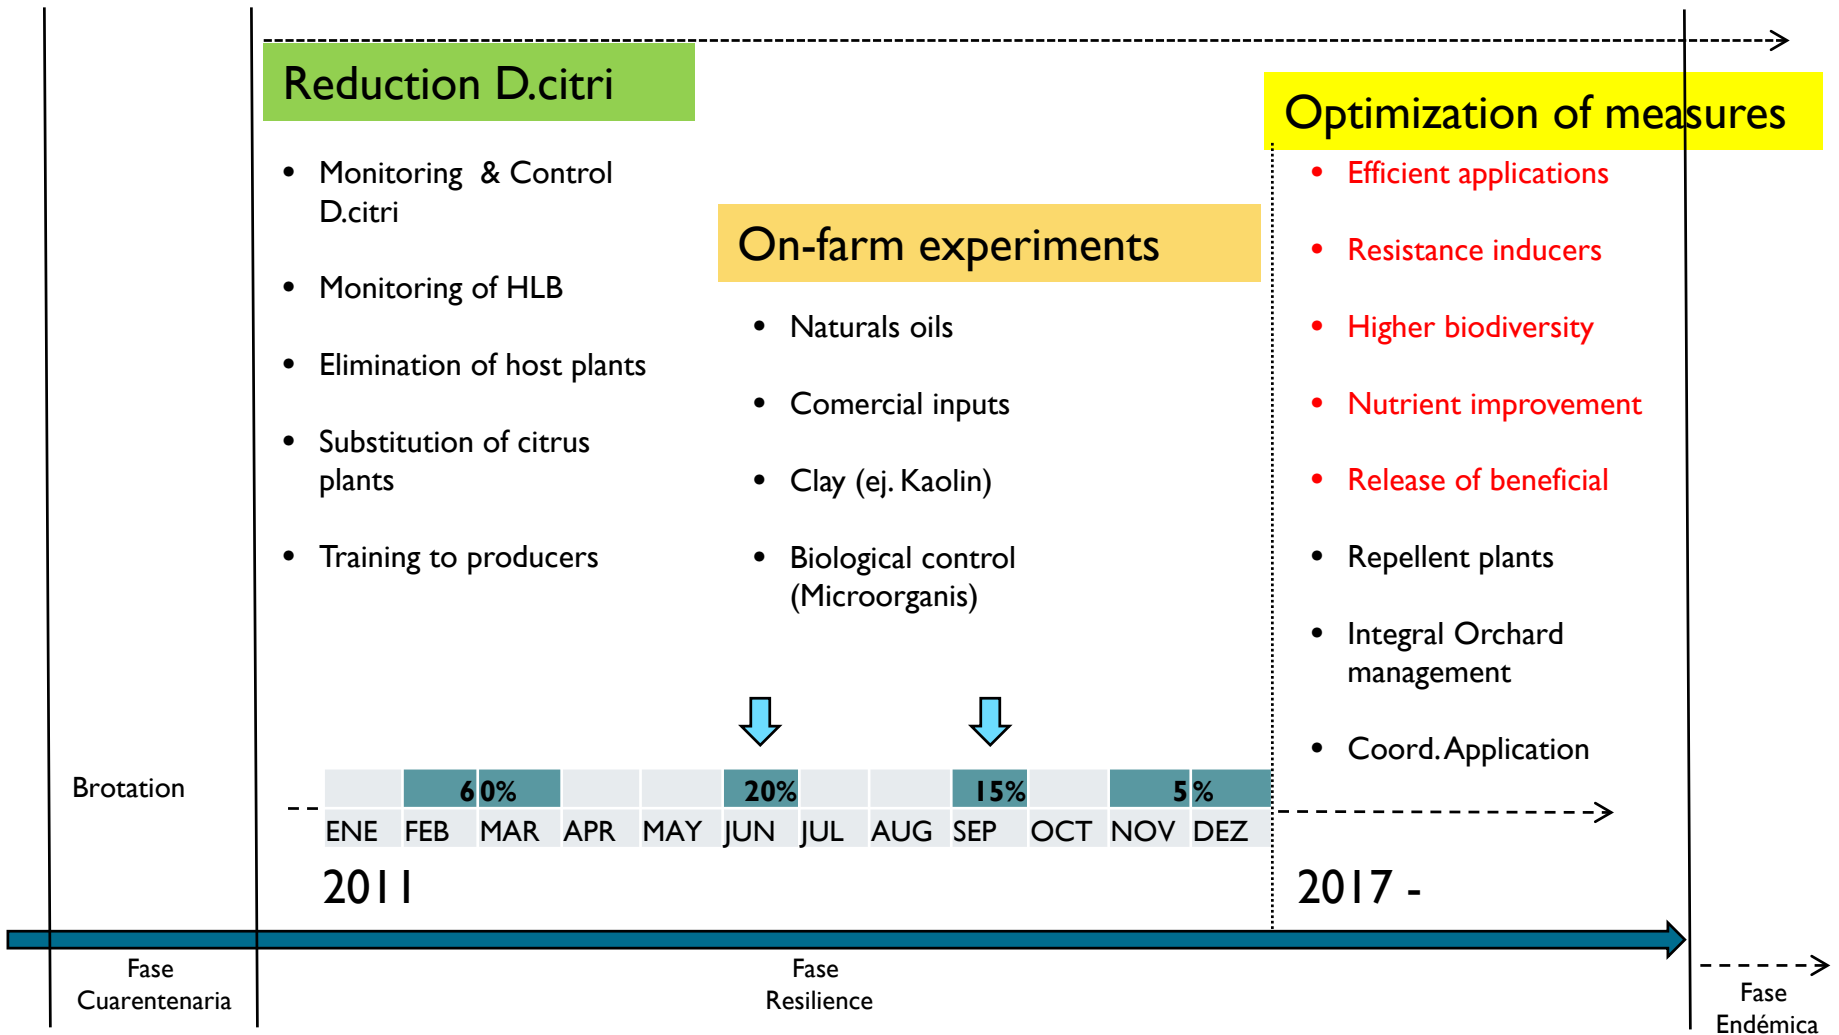 Reduction D.citri
• Monitoring & Control
D.citri
• Monitoring of HLB
• Elimination of host plants
• Substitution of citrus
plants
• Training to producers
On-farm experiments
• Naturals oils
• Comercial inputs
• Clay (ej. Kaolin)
• Biological control
(Microorganis)
Optimization of measures
• Efficient applications
• Resistance inducers
• Higher biodiversity
• Nutrient improvement
• Release of beneficial
• Repellent plants
• Integral Orchard
management
• Coord. Application
Brotation
60% 20% 15% 5%
ENE FEB MAR APR MAY JUN JUL AUG SEP OCT NOV DEZ
2011 2017 -
Fase
Cuarentenaria
Fase
Resilience
Fase
Endémica